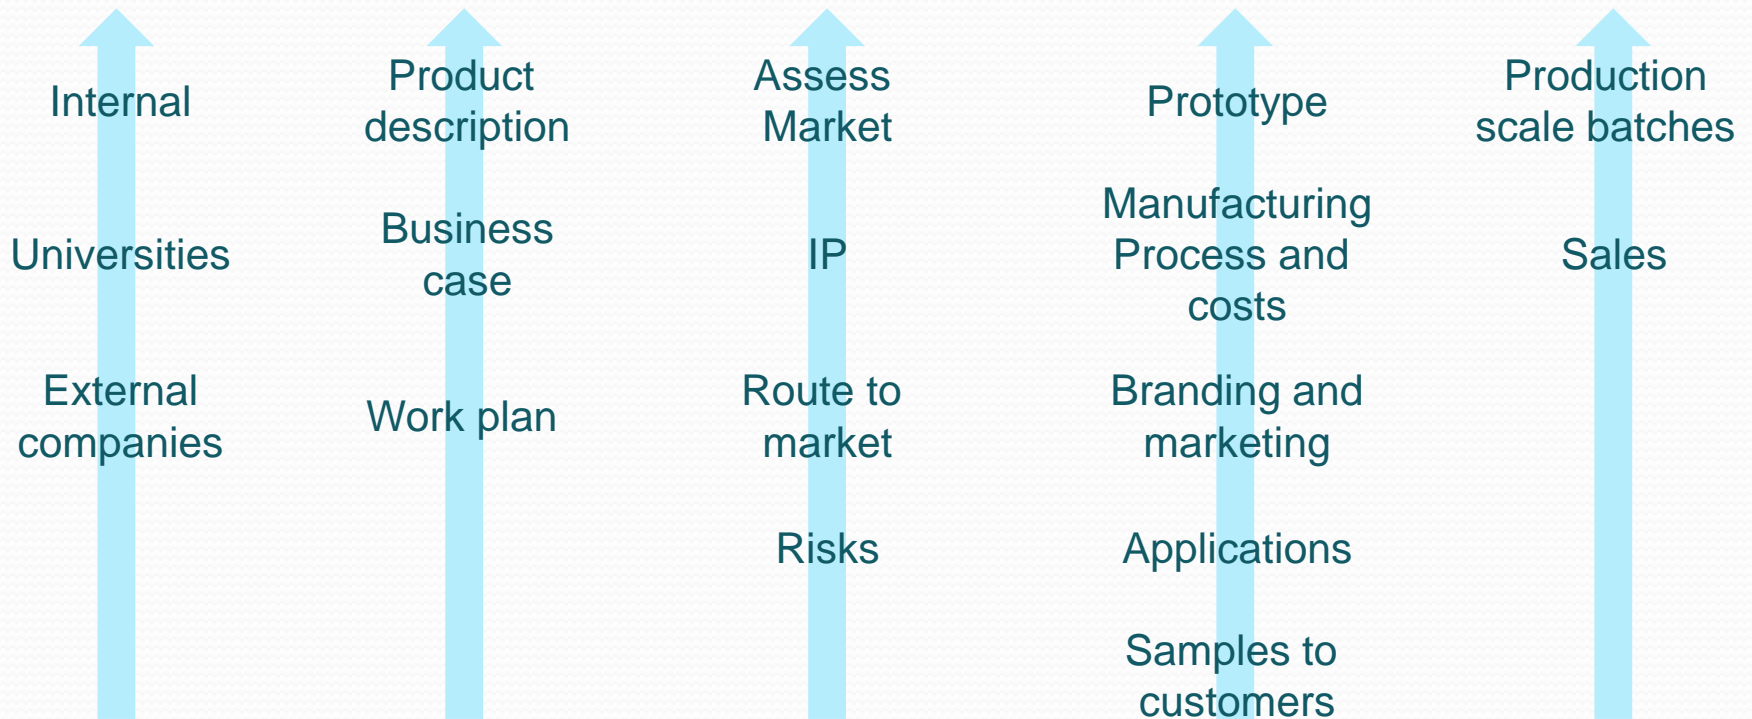 Internal
Universities
External
companies
Product
description
Business
case
Work plan
Assess
Market
IP
Route to
market
Risks
Prototype
Manufacturing
Process and
costs
Branding and
marketing
Applications
Samples to
customers
Production
scale batches
Sales